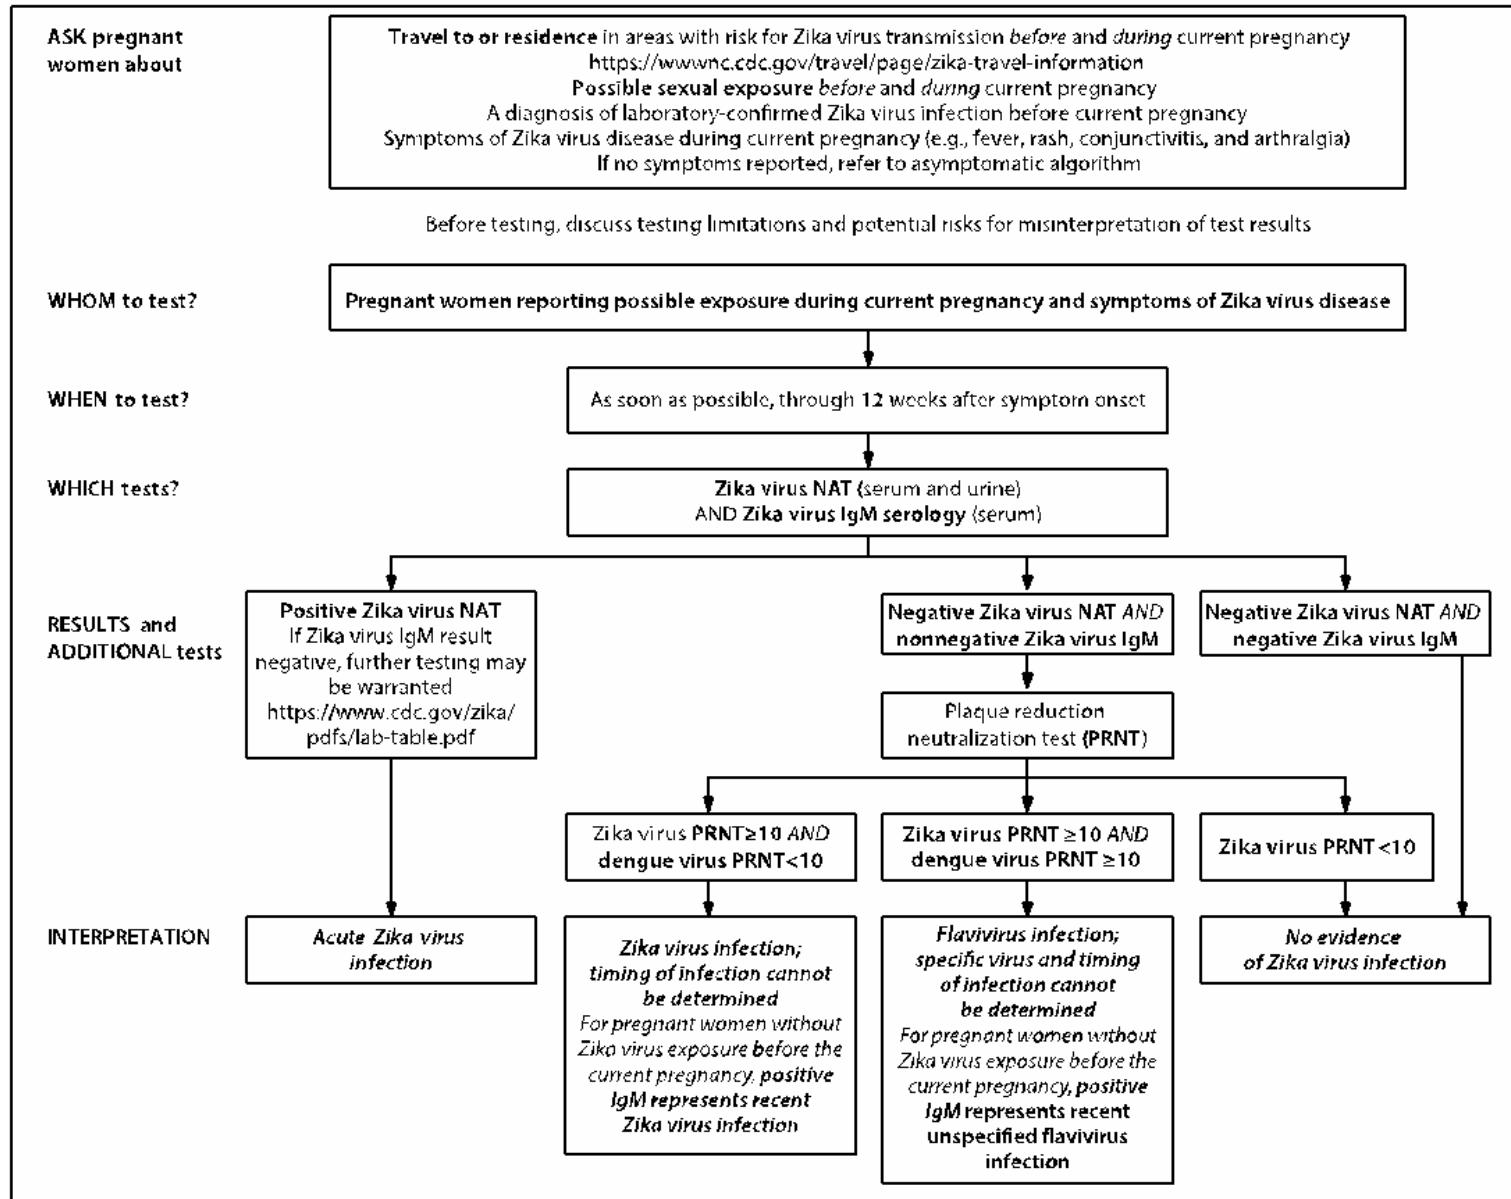 ASK pregnant
women about
Travel to or residence in areas with risk for Zika virus transmission before and during current pregnancy
https://wwwnc.cdc.gov/travel/page/zika-travel-information
Possible sexual exposure before and during current pregnancy
A diagnosis of laboratory-confirmed Zika virus infection before current pregnancy
Symptoms of Zika virus disease during current pregnancy (e.g., fever, rash, conjunctivitis, and arthralgia)
If no symptoms reported, refer to asymptomatic algorithm
Before testing, discuss testing limitations and potential risks for misinterpretation of test results
WHOM to test?
Pregnant women reporting possible exposure during current pregnancy and symptoms of Zika virus disease
WHEN to test?
As soon as possible, through 12 weeks after symptom onset
WHICH tests?
Zika virus NAT (serum and urine)
AND Zika virus IgM serology (serum)
RESULTS and
ADDITIONAL tests
Positive Zika virus NAT
If Zika virus IgM result
negative, further testing may
be warranted
https://www.cdc.gov/zika/
pdfs/lab-table.pdf
Negative Zika virus NAT AND
nonnegative Zika virus IgM
Negative Zika virus NAT AND
negative Zika virus IgM
Plaque reduction
neutralization test (PRNT)
Zika virus PRNT≥10 AND
dengue virus PRNT<10
Zika virus PRNT ≥10 AND
dengue virus PRNT ≥10
Zika virus PRNT <10
INTERPRETATION
Acute Zika virus
infection
Zika virus infection;
timing of infection cannot
be determined
For pregnant women without
Zika virus exposure before the
current pregnancy, positive
IgM represents recent
Zika virus infection
Flavivirus infection;
specific virus and timing
of infection cannot
be determined
For pregnant women without
Zika virus exposure before the
current pregnancy, positive
IgM represents recent
unspecified flavivirus
infection
No evidence
of Zika virus infection